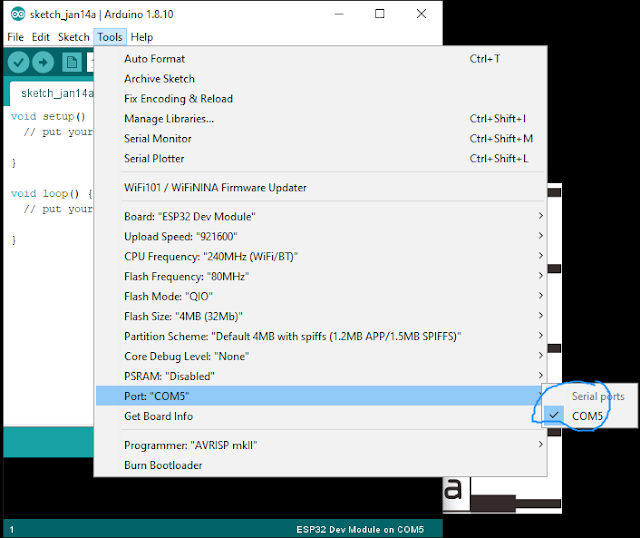 sketch_jan14a | Arduino 1.8.10
File Edit Sketch Tools Help
sketch_jan14a
void setup()
// put your
}
void loop() {
// put your
}
Auto Format Ctrl+T
Archive Sketch
Fix Encoding & Reload
Manage Libraries... Ctrl+Shift+I
Serial Monitor Ctrl+Shift+M
Serial Plotter Ctrl+Shift+L
WiFi101 / WiFiNINA Firmware Updater
Board: "ESP32 Dev Module"
Upload Speed: "921600"
CPU Frequency: "240MHz (WiFi/BT)"
Flash Frequency: "80MHz"
Flash Mode: "QIO"
Flash Size: "4MB (32Mb)"
Partition Scheme: "Default 4MB with spiffs (1.2MB APP/1.5MB SPIFFS)"
Core Debug Level: "None"
PSRAM: "Disabled"
Port: "COM5"
Get Board Info
Programmer: "AVRISP mkII"
Burn Bootloader
Serial ports
COM5
a
1 ESP32 Dev Module on COM5